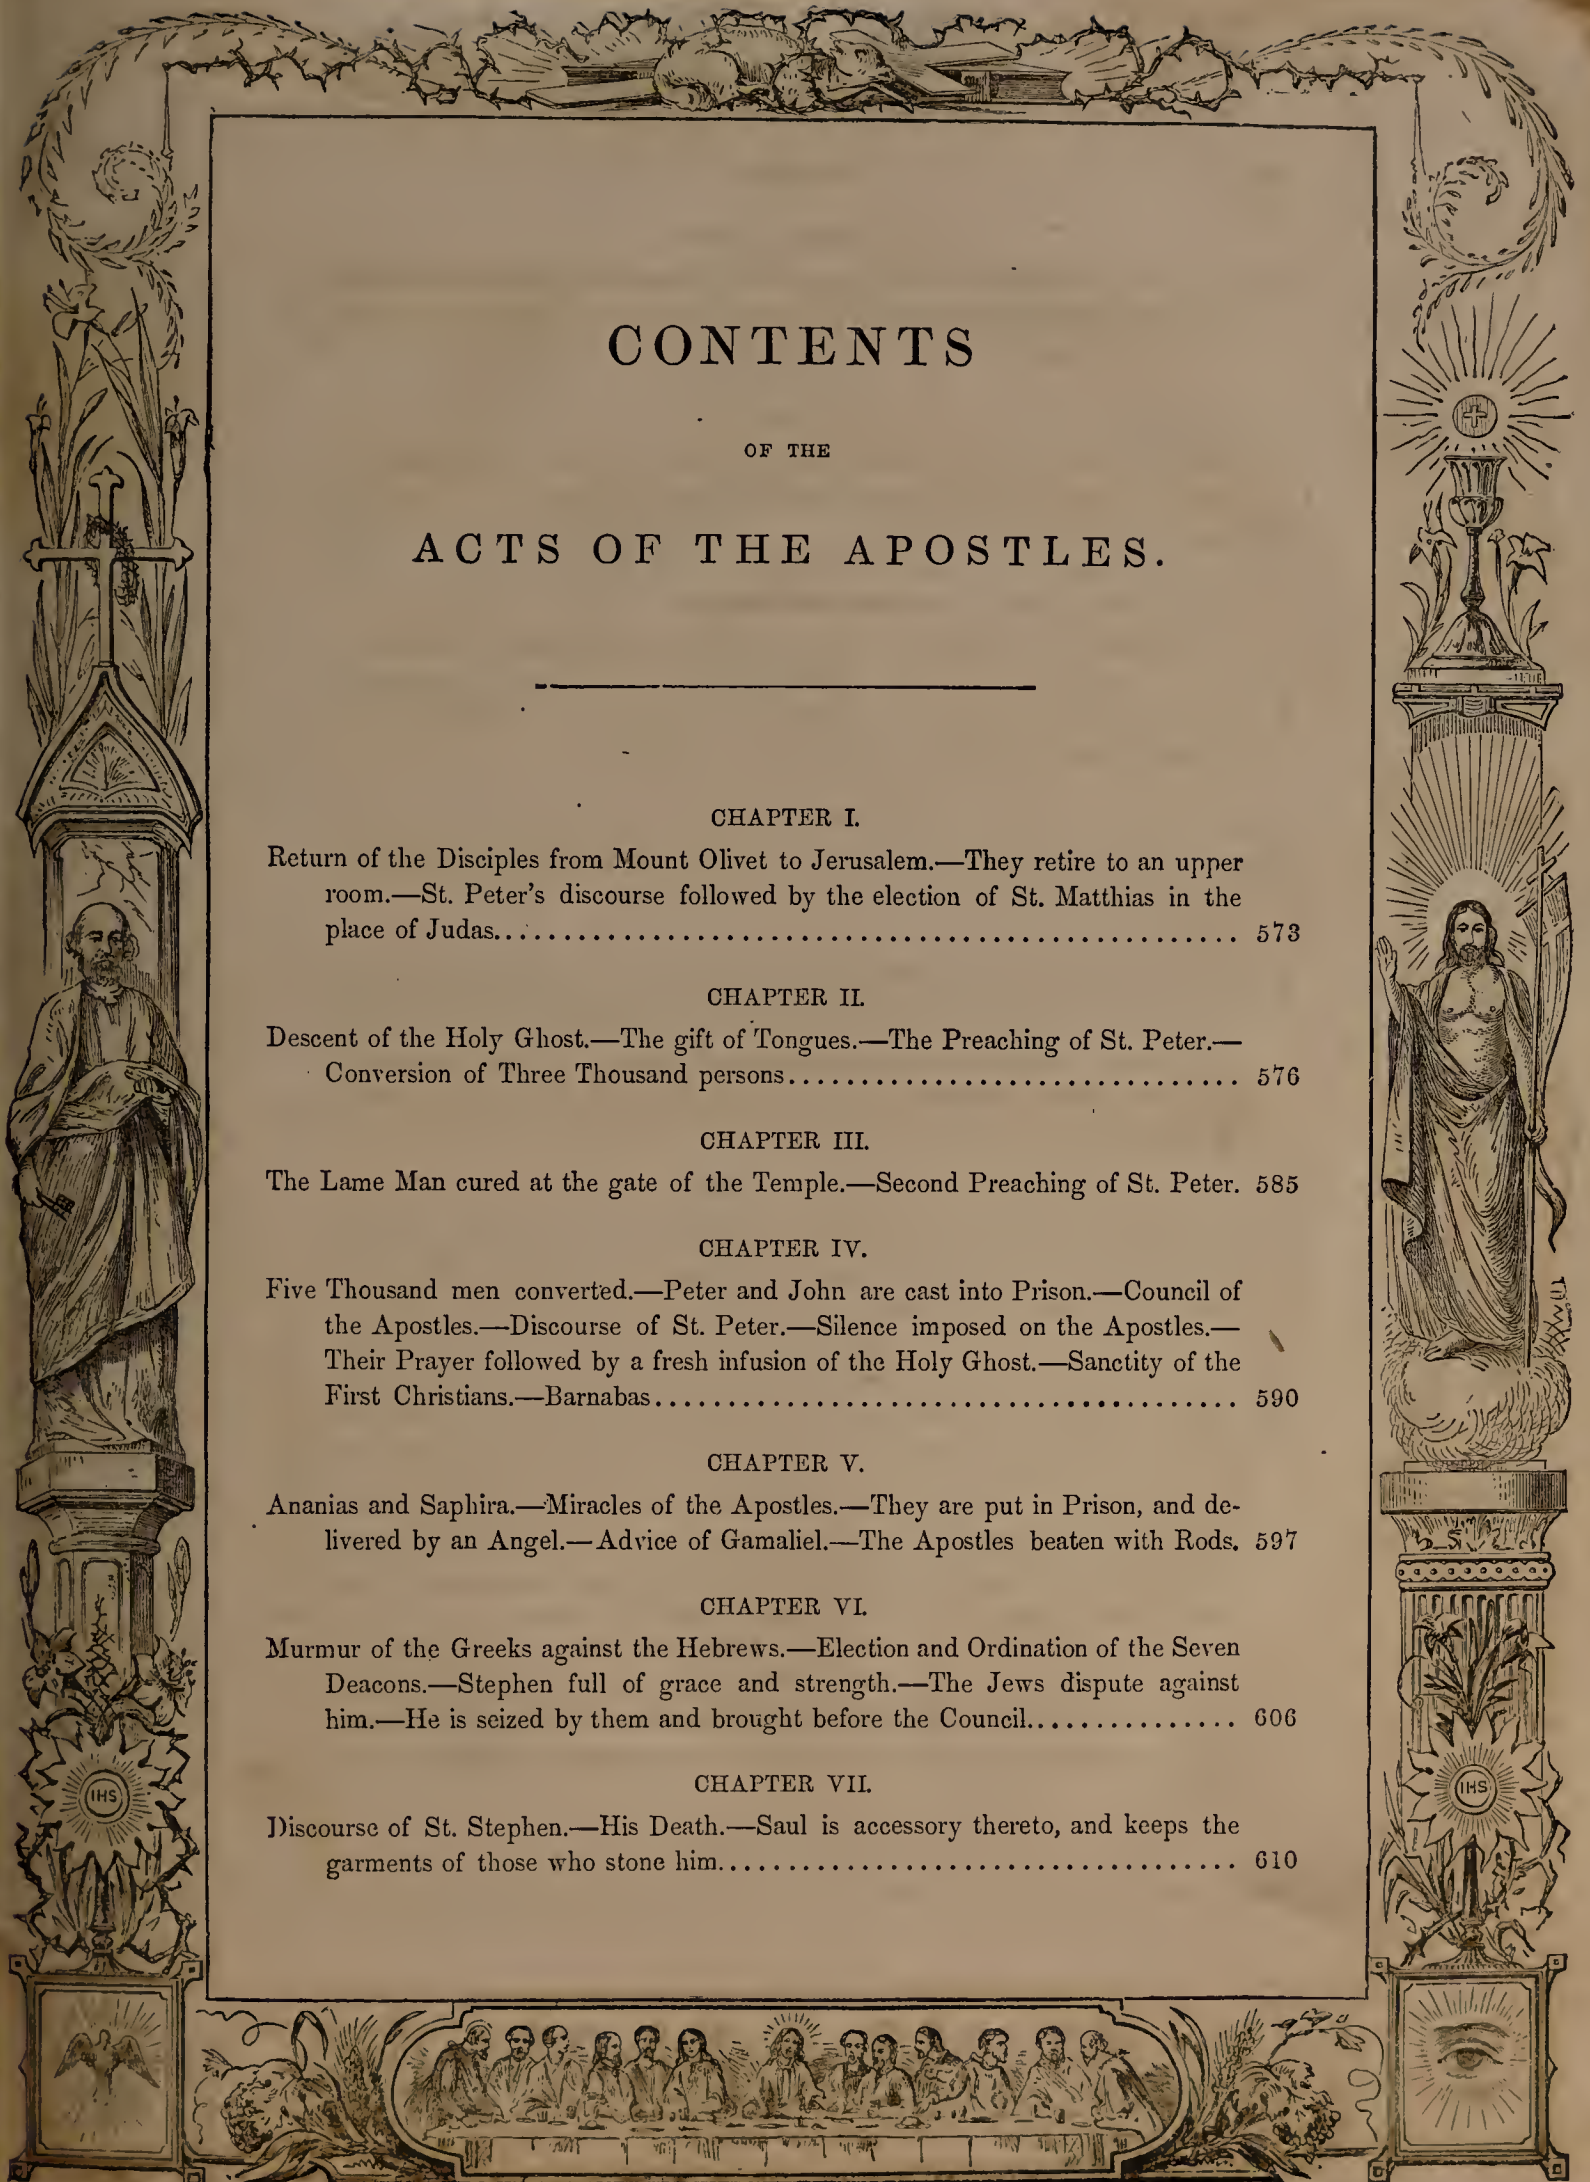 CONTENTS
OF THE
ACTS OF THE APOSTLES.
CHAPTER I.
Return of the Disciples from Mount Olivet to Jerusalem.—They retire to an upper
room.—St. Peter's discourse followed by the election of St. Matthias in the
place of Judas.................................................... 573
CHAPTER II.
Descent of the Holy Ghost.—The gift of Tongues.—The Preaching of St. Peter.—
Conversion of Three Thousand persons............................... 576
CHAPTER III.
The Lame Man cured at the gate of the Temple.—Second Preaching of St. Peter. 585
CHAPTER IV.
Five Thousand men converted.—Peter and John are cast into Prison.—Council of
the Apostles.—Discourse of St. Peter.—Silence imposed on the Apostles.—
Their Prayer followed by a fresh infusion of the Holy Ghost.—Sanctity of the
First Christians.—Barnabas......................................... 590
CHAPTER V.
Ananias and Saphira.—Miracles of the Apostles.—They are put in Prison, and de-
livered by an Angel.—Advice of Gamaliel.—The Apostles beaten with Rods. 597
CHAPTER VI.
Murmur of the Greeks against the Hebrews.—Election and Ordination of the Seven
Deacons.—Stephen full of grace and strength.—The Jews dispute against
him.—He is seized by them and brought before the Council............... 606
CHAPTER VII.
Discourse of St. Stephen.—His Death.—Saul is accessory thereto, and keeps the
garments of those who stone him.................................... 610
IHS
IHS